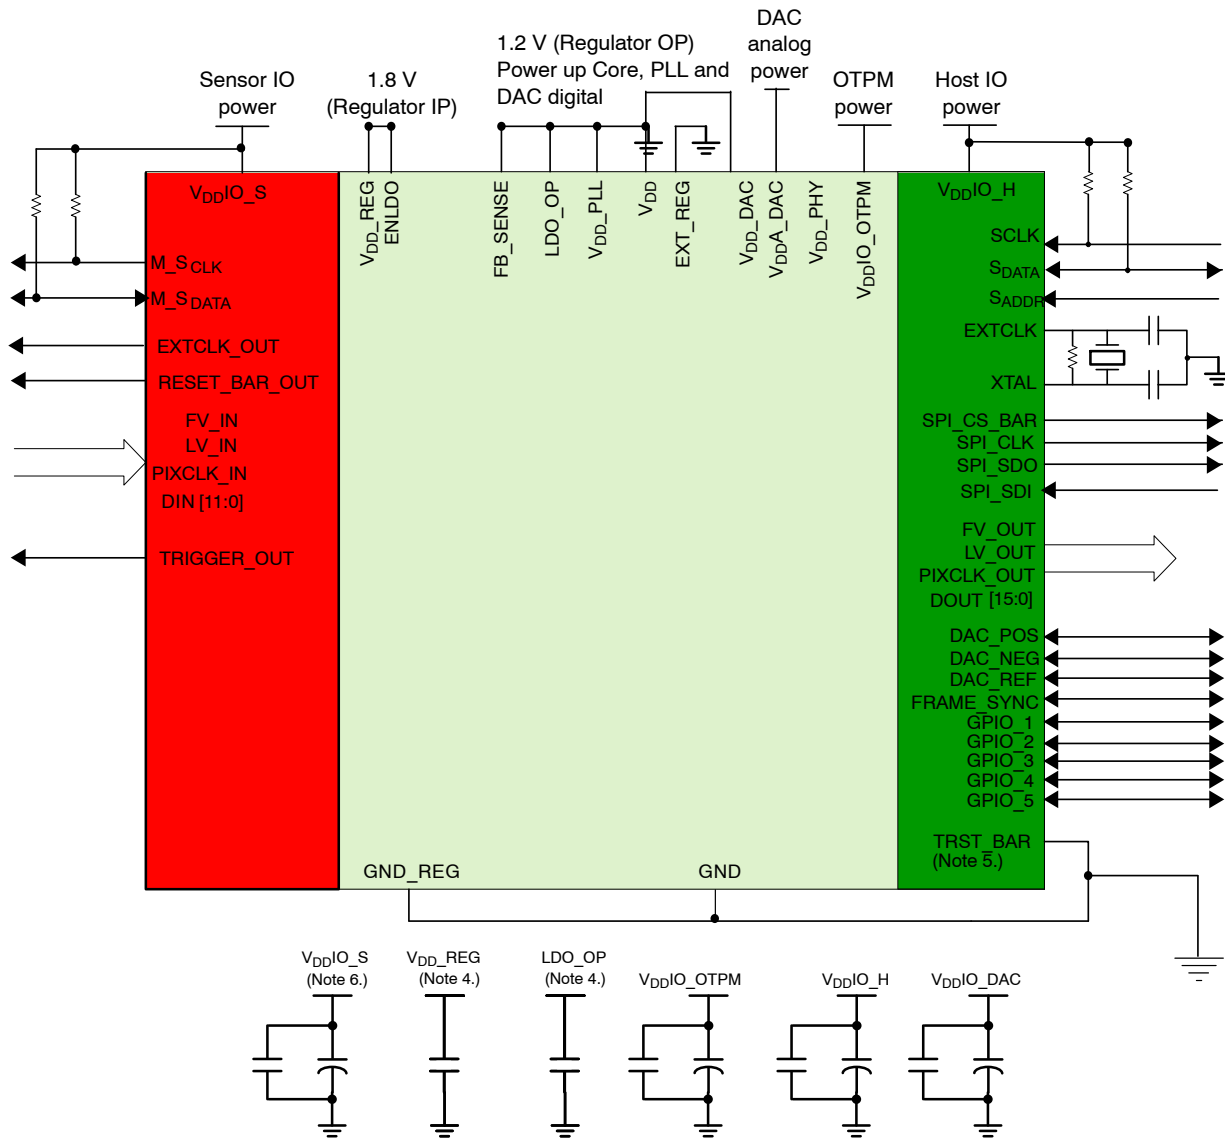 DAC
analog
power
1.2 V (Regulator OP)
Power up Core, PLL and
DAC digital
Sensor IO
power
1.8 V
(Regulator IP)
OTPM
power
Host IO
power
VDDIO_S
VDD_REG
ENLDO
FB_SENSE
LDO_OP
VDD_PLL
VDD
EXT_REG
VDD_DAC
VDDA_DAC
VDD_PHY
VDDIO_OTPM
VDDIO_H
M_SCLK
M_SDATA
EXTCLK_OUT
RESET_BAR_OUT
FV_IN
LV_IN
PIXCLK_IN
DIN [11:0]
TRIGGER_OUT
SCLK
SDATA
SADDR
EXTCLK
XTAL
SPI_CS_BAR
SPI_CLK
SPI_SDO
SPI_SDI
FV_OUT
LV_OUT
PIXCLK_OUT
DOUT [15:0]
DAC_POS
DAC_NEG
DAC_REF
FRAME_SYNC
GPIO_1
GPIO_2
GPIO_3
GPIO_4
GPIO_5
TRST_BAR
(Note 5.)
GND_REG
GND
VDDIO_S
(Note 6.)
VDD_REG
(Note 4.)
LDO_OP
(Note 4.)
VDDIO_OTPM
VDDIO_H
VDDIO_DAC